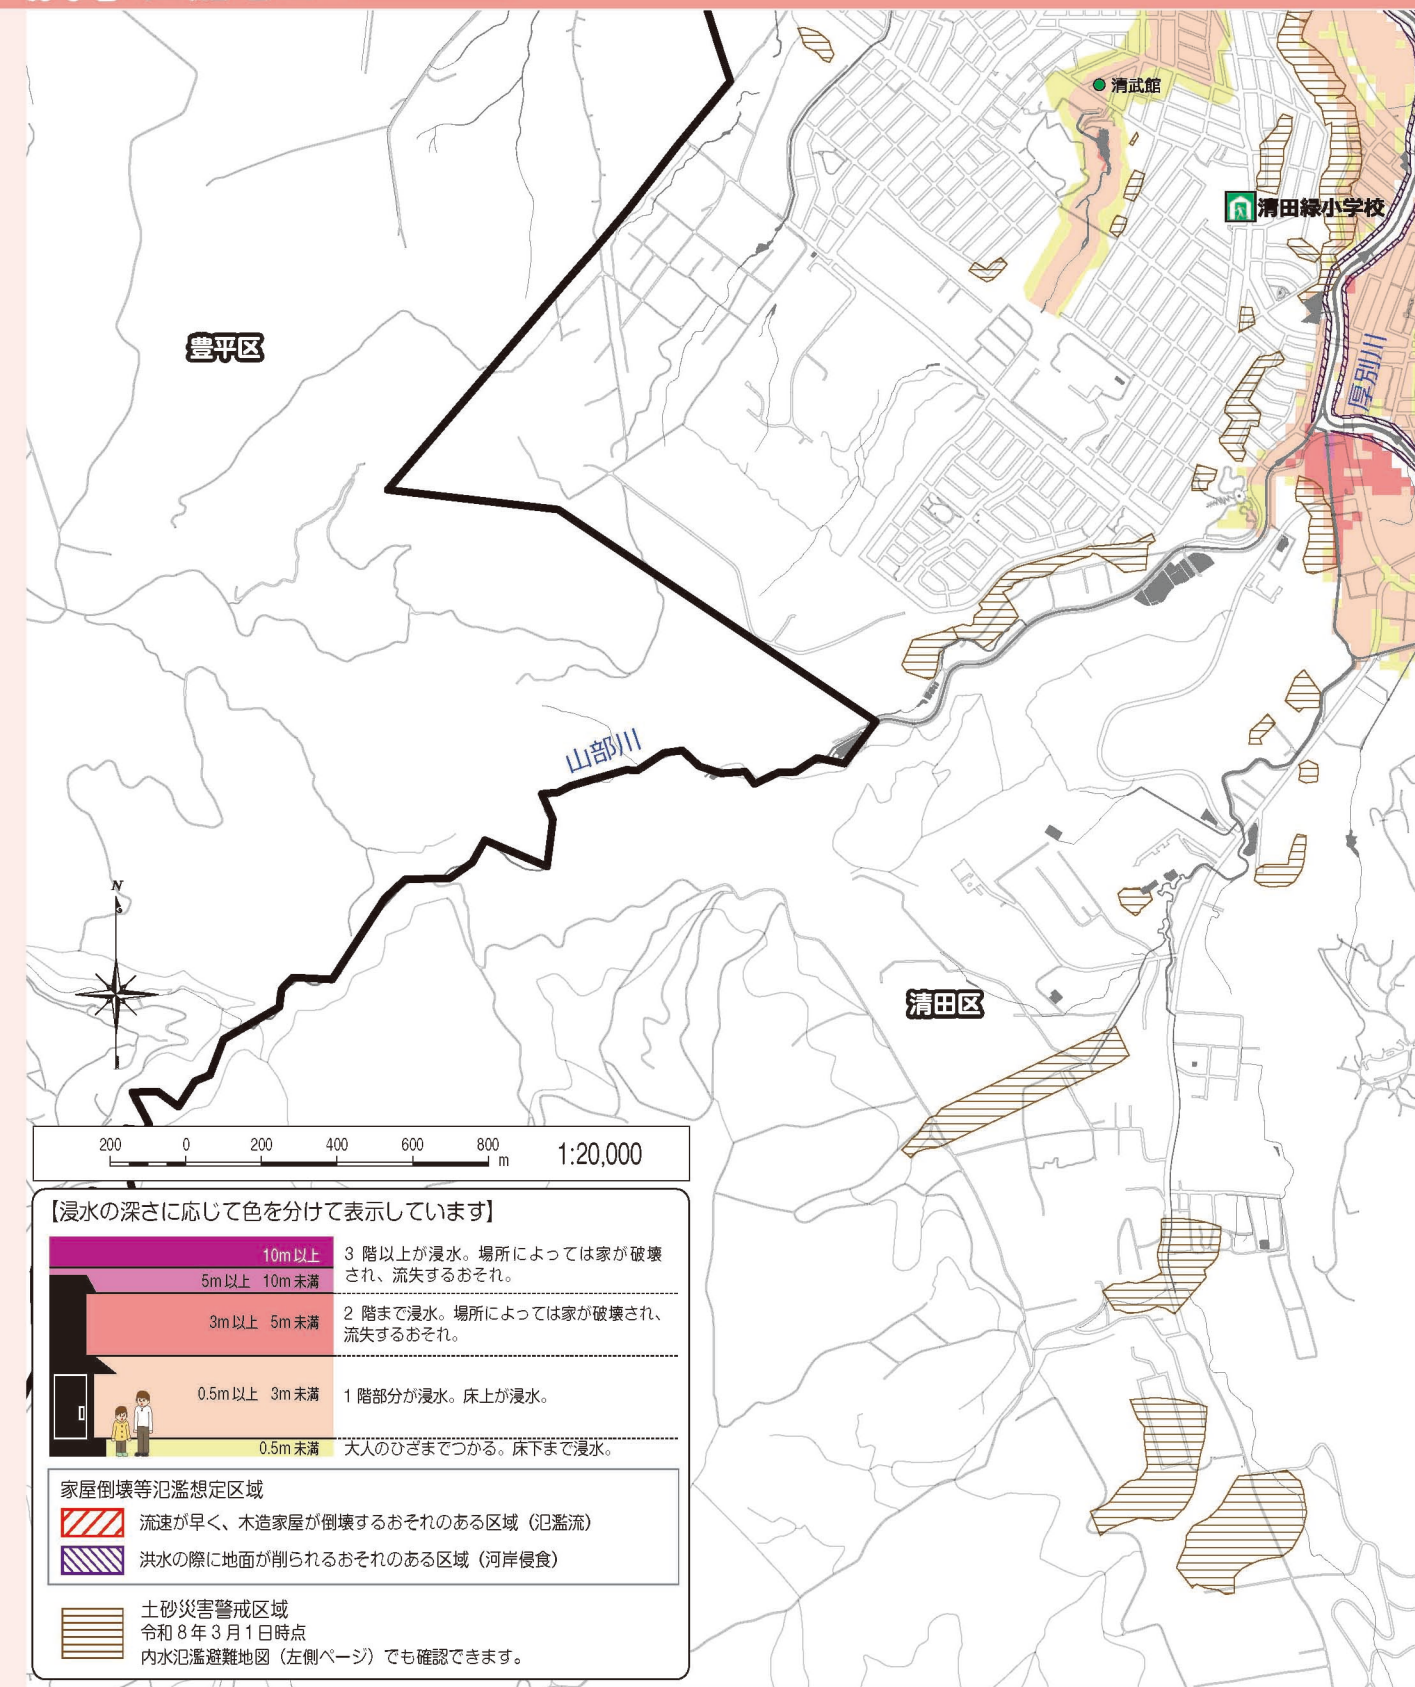 清武館
清田緑小学校
豊平区
厚別川
山部川
N
清田区
200 0 200 400 600 800 m 1:20,000
【浸水の深さに応じて色を分けて表示しています】
10m以上
3 階以上が浸水。場所によっては家が破壊
され、流失するおそれ。
5m以上 10m未満
3m以上 5m未満
2 階まで浸水。場所によっては家が破壊され、
流失するおそれ。
0.5m以上 3m未満
1 階部分が浸水。床上が浸水。
0.5m未満
大人のひざまでつかる。床下まで浸水。
家屋倒壊等氾濫想定区域
流速が早く、木造家屋が倒壊するおそれのある区域（氾濫流）
洪水の際に地面が削られるおそれのある区域（河岸侵食）
土砂災害警戒区域
令和8年3月1日時点
内水氾濫避難地図（左側ページ）でも確認できます。